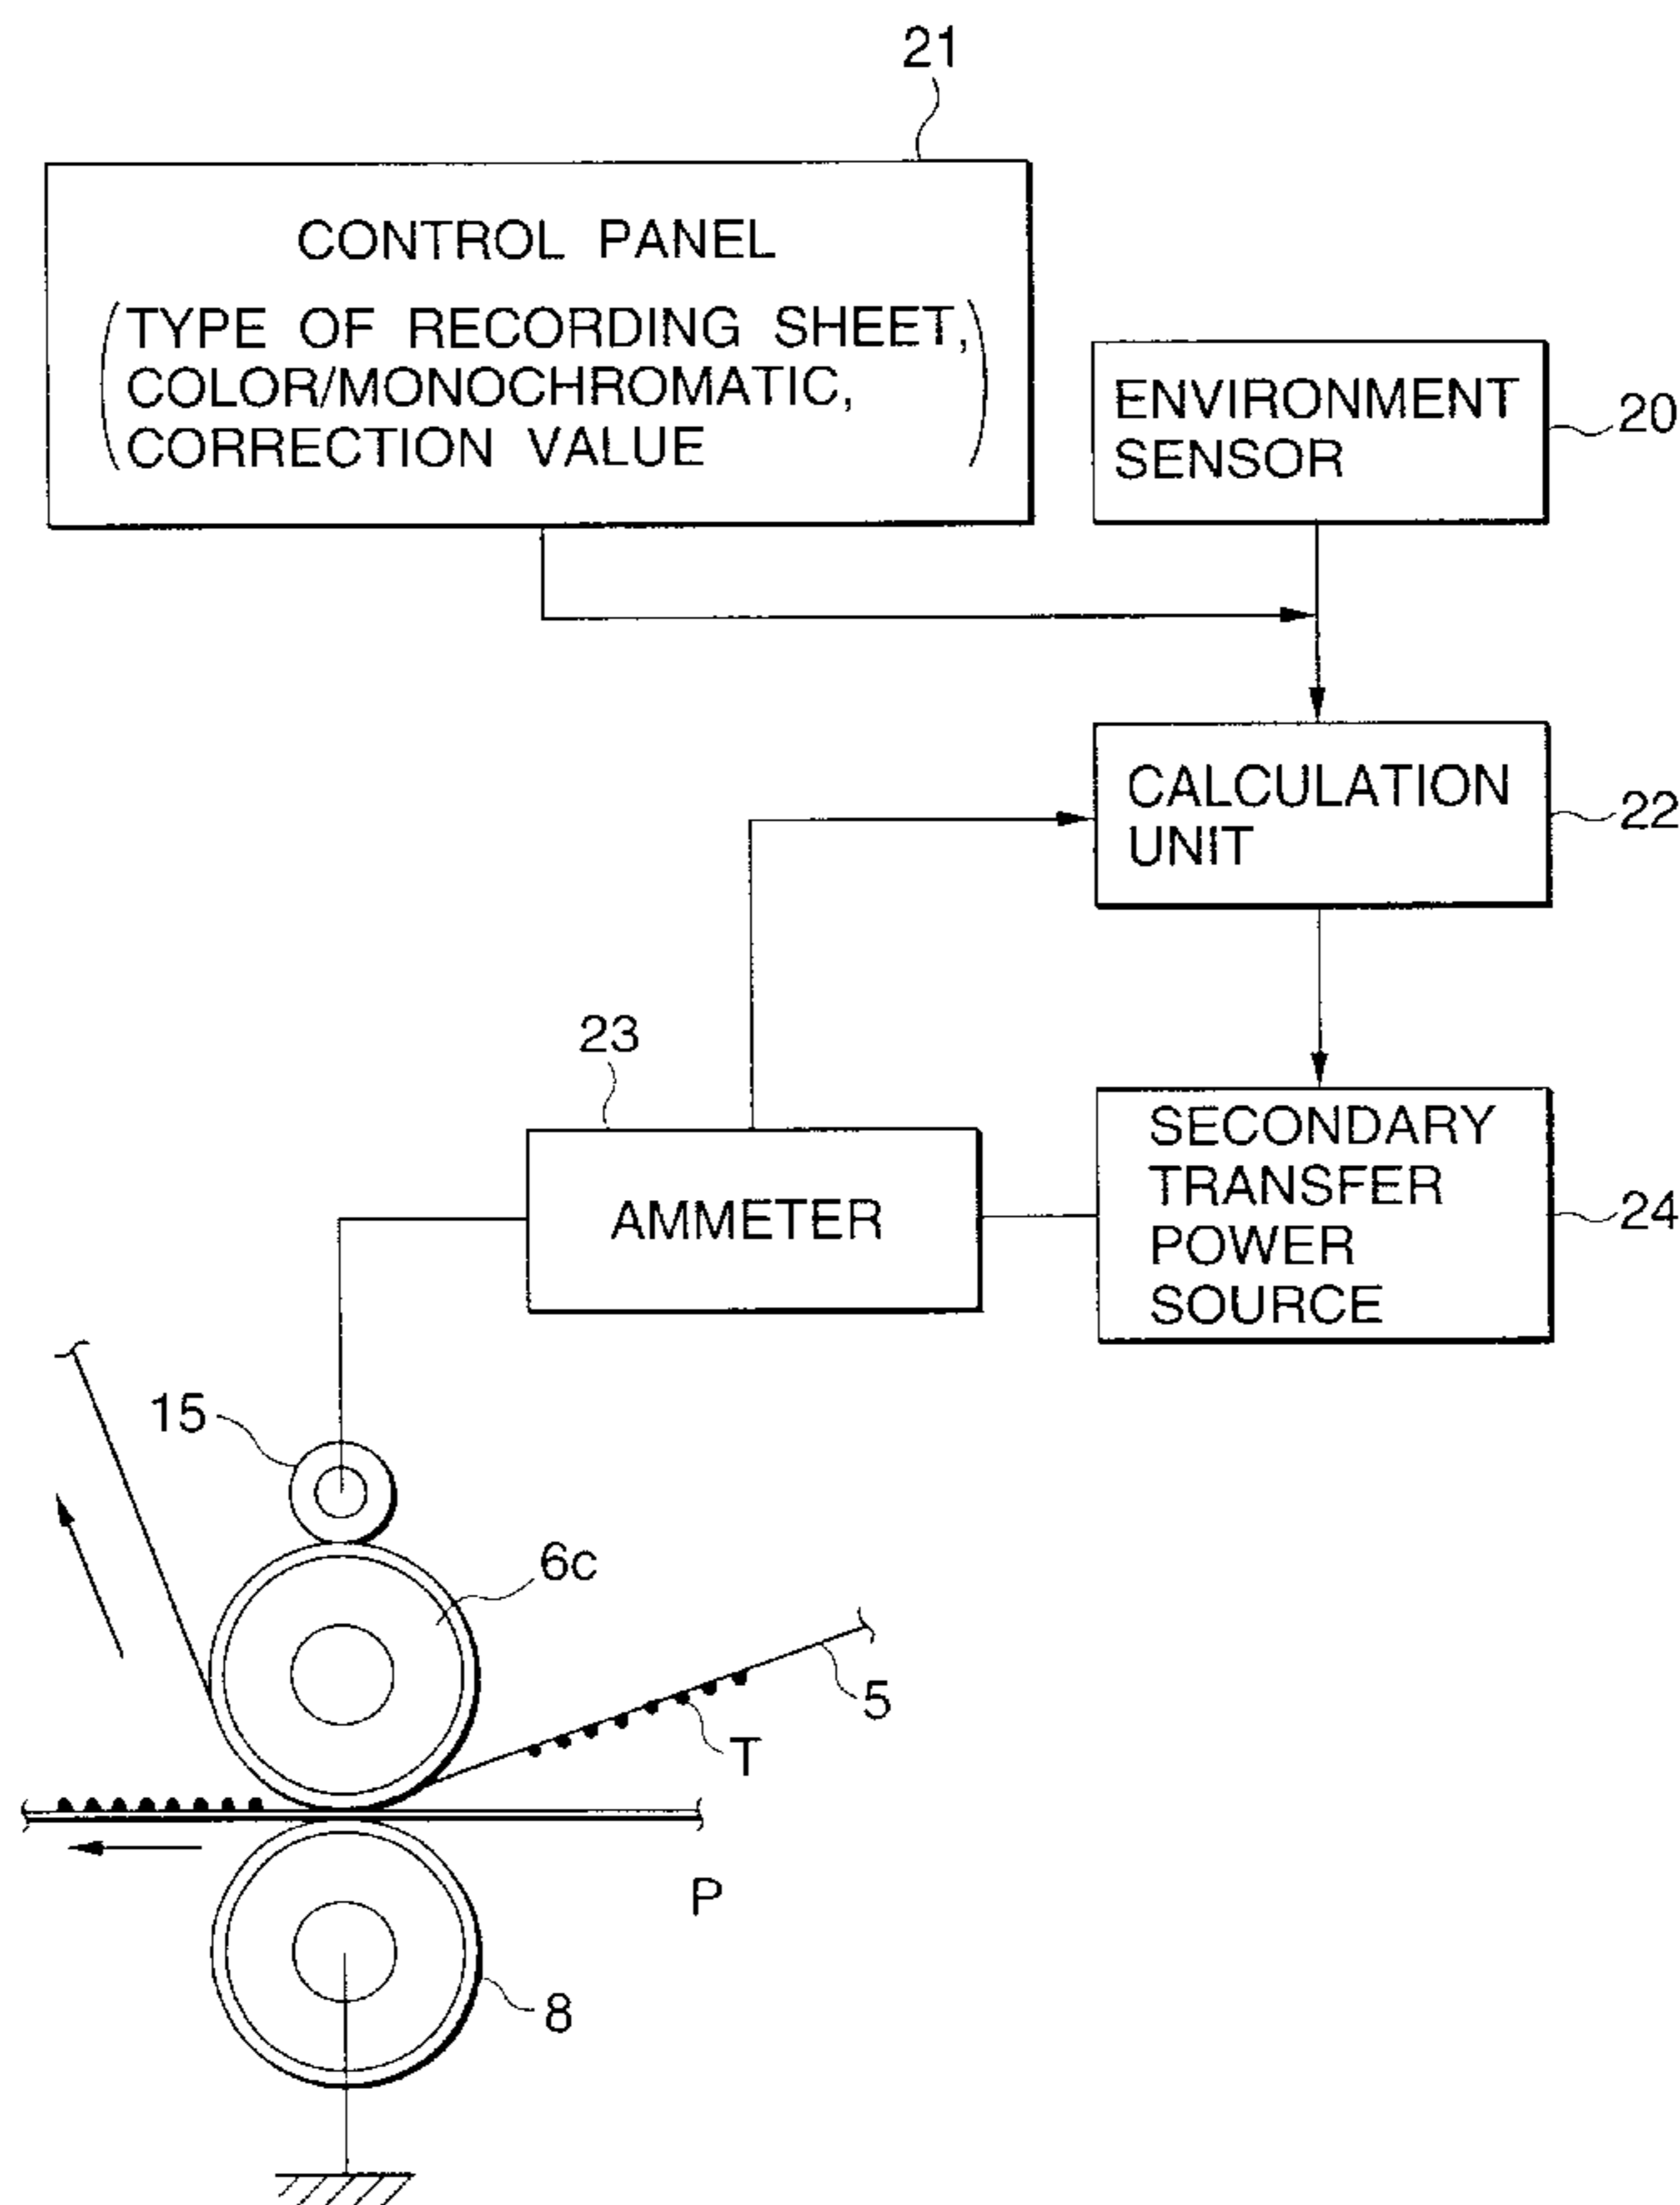 21
CONTROL PANEL
(TYPE OF RECORDING SHEET,
COLOR/MONOCHROMATIC,
CORRECTION VALUE)
ENVIRONMENT
SENSOR
20
CALCULATION
UNIT
22
23
AMMETER
SECONDARY
TRANSFER
POWER
SOURCE
24
15
6c
5
T
P
8